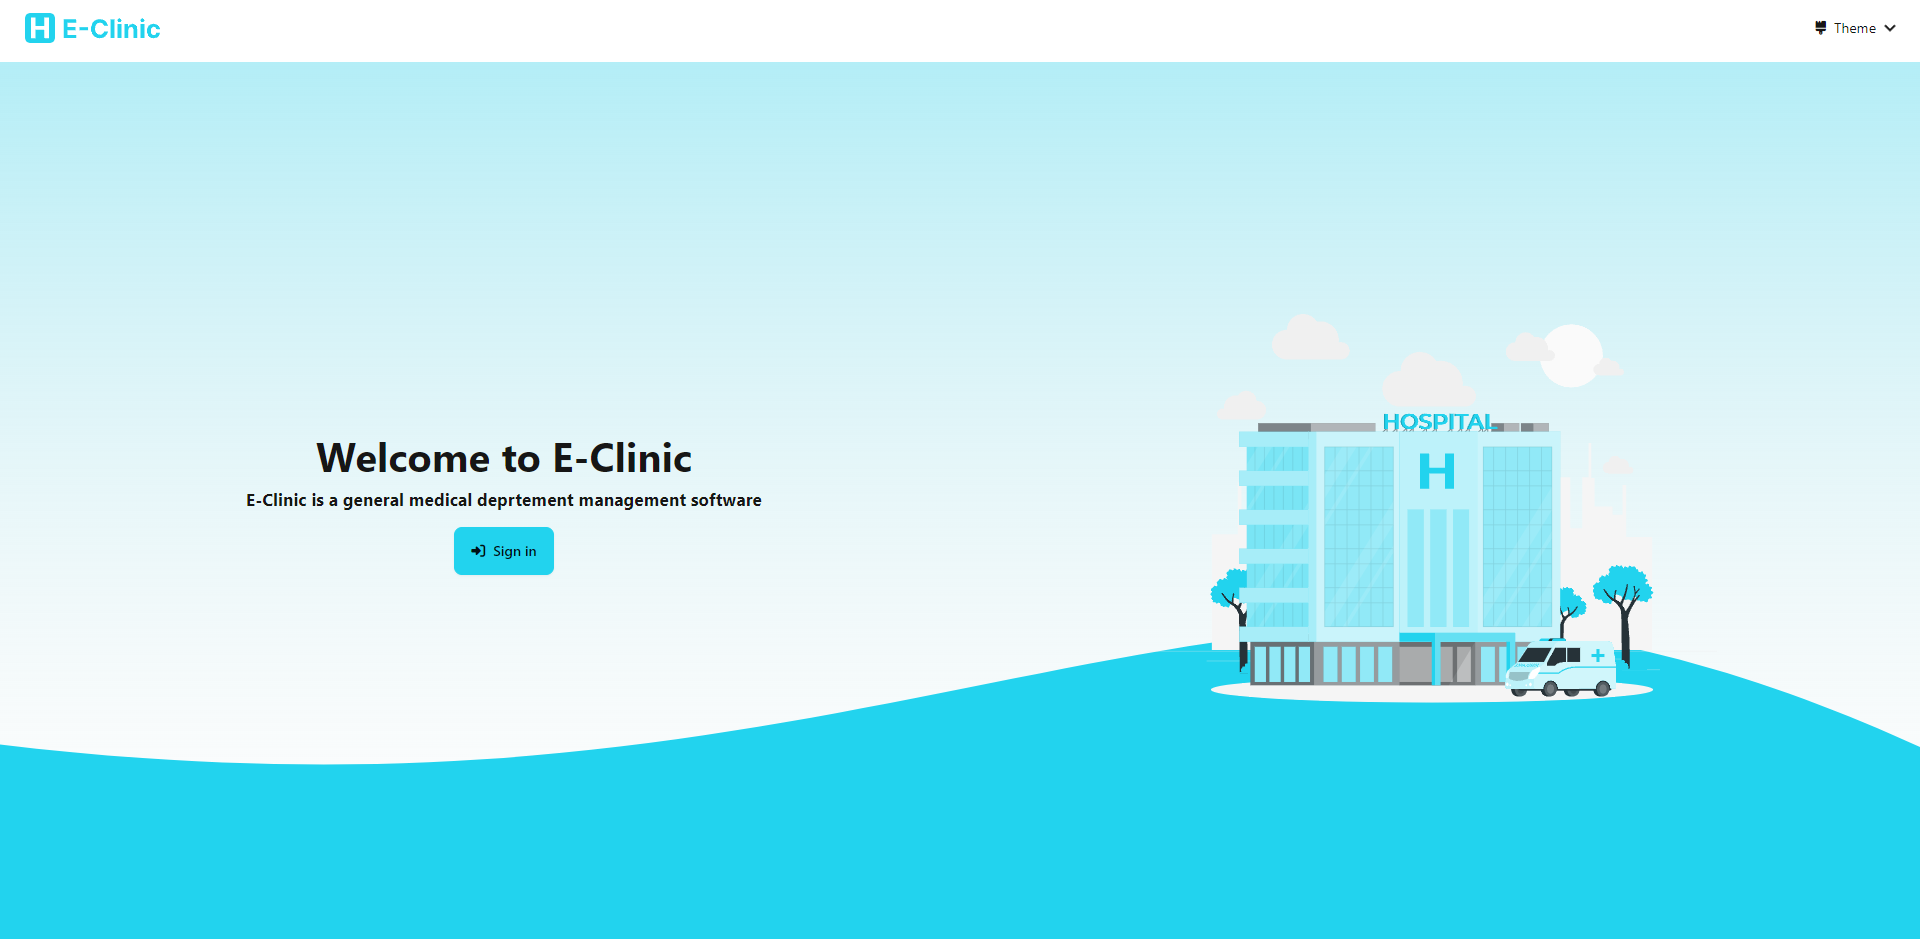 H E-Clinic
Theme
Welcome to E-Clinic
E-Clinic is a general medical deprtement management software
Sign in
HOSPITAL
H